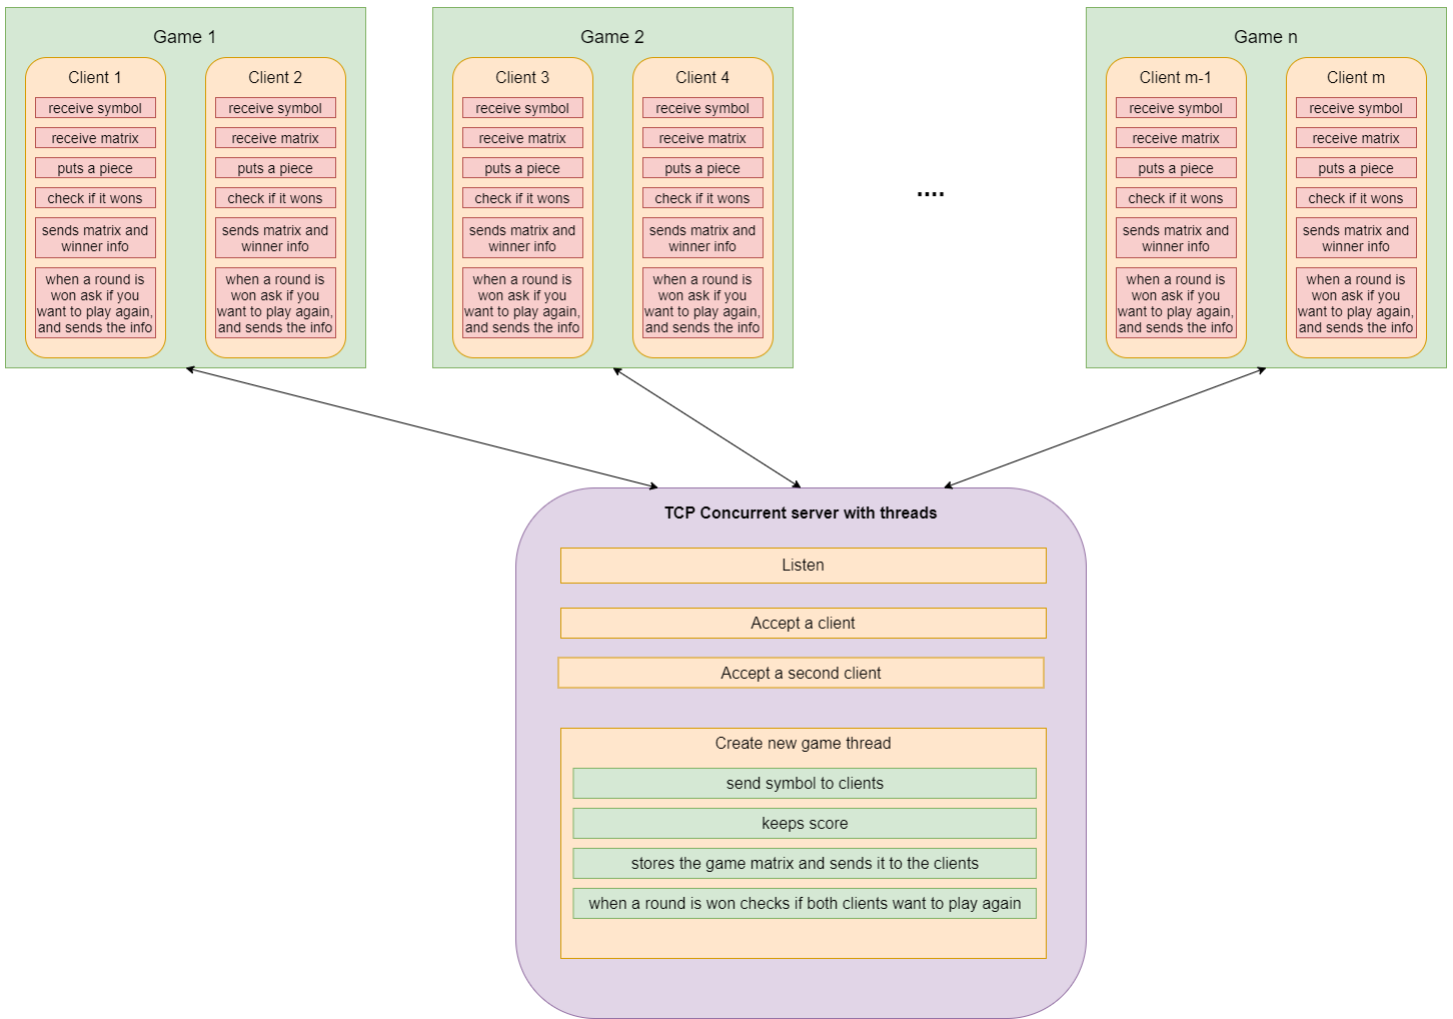 Game 1
Client 1
receive symbol
receive matrix
puts a piece
check if it wons
sends matrix and
winner info
when a round is
won ask if you
want to play again,
and sends the info
Client 2
receive symbol
receive matrix
puts a piece
check if it wons
sends matrix and
winner info
when a round is
won ask if you
want to play again,
and sends the info
Game 2
Client 3
receive symbol
receive matrix
puts a piece
check if it wons
sends matrix and
winner info
when a round is
won ask if you
want to play again,
and sends the info
Client 4
receive symbol
receive matrix
puts a piece
check if it wons
sends matrix and
winner info
when a round is
won ask if you
want to play again,
and sends the info
....
Game n
Client m-1
receive symbol
receive matrix
puts a piece
check if it wons
sends matrix and
winner info
when a round is
won ask if you
want to play again,
and sends the info
Client m
receive symbol
receive matrix
puts a piece
check if it wons
sends matrix and
winner info
when a round is
won ask if you
want to play again,
and sends the info
TCP Concurrent server with threads
Listen
Accept a client
Accept a second client
Create new game thread
send symbol to clients
keeps score
stores the game matrix and sends it to the clients
when a round is won checks if both clients want to play again